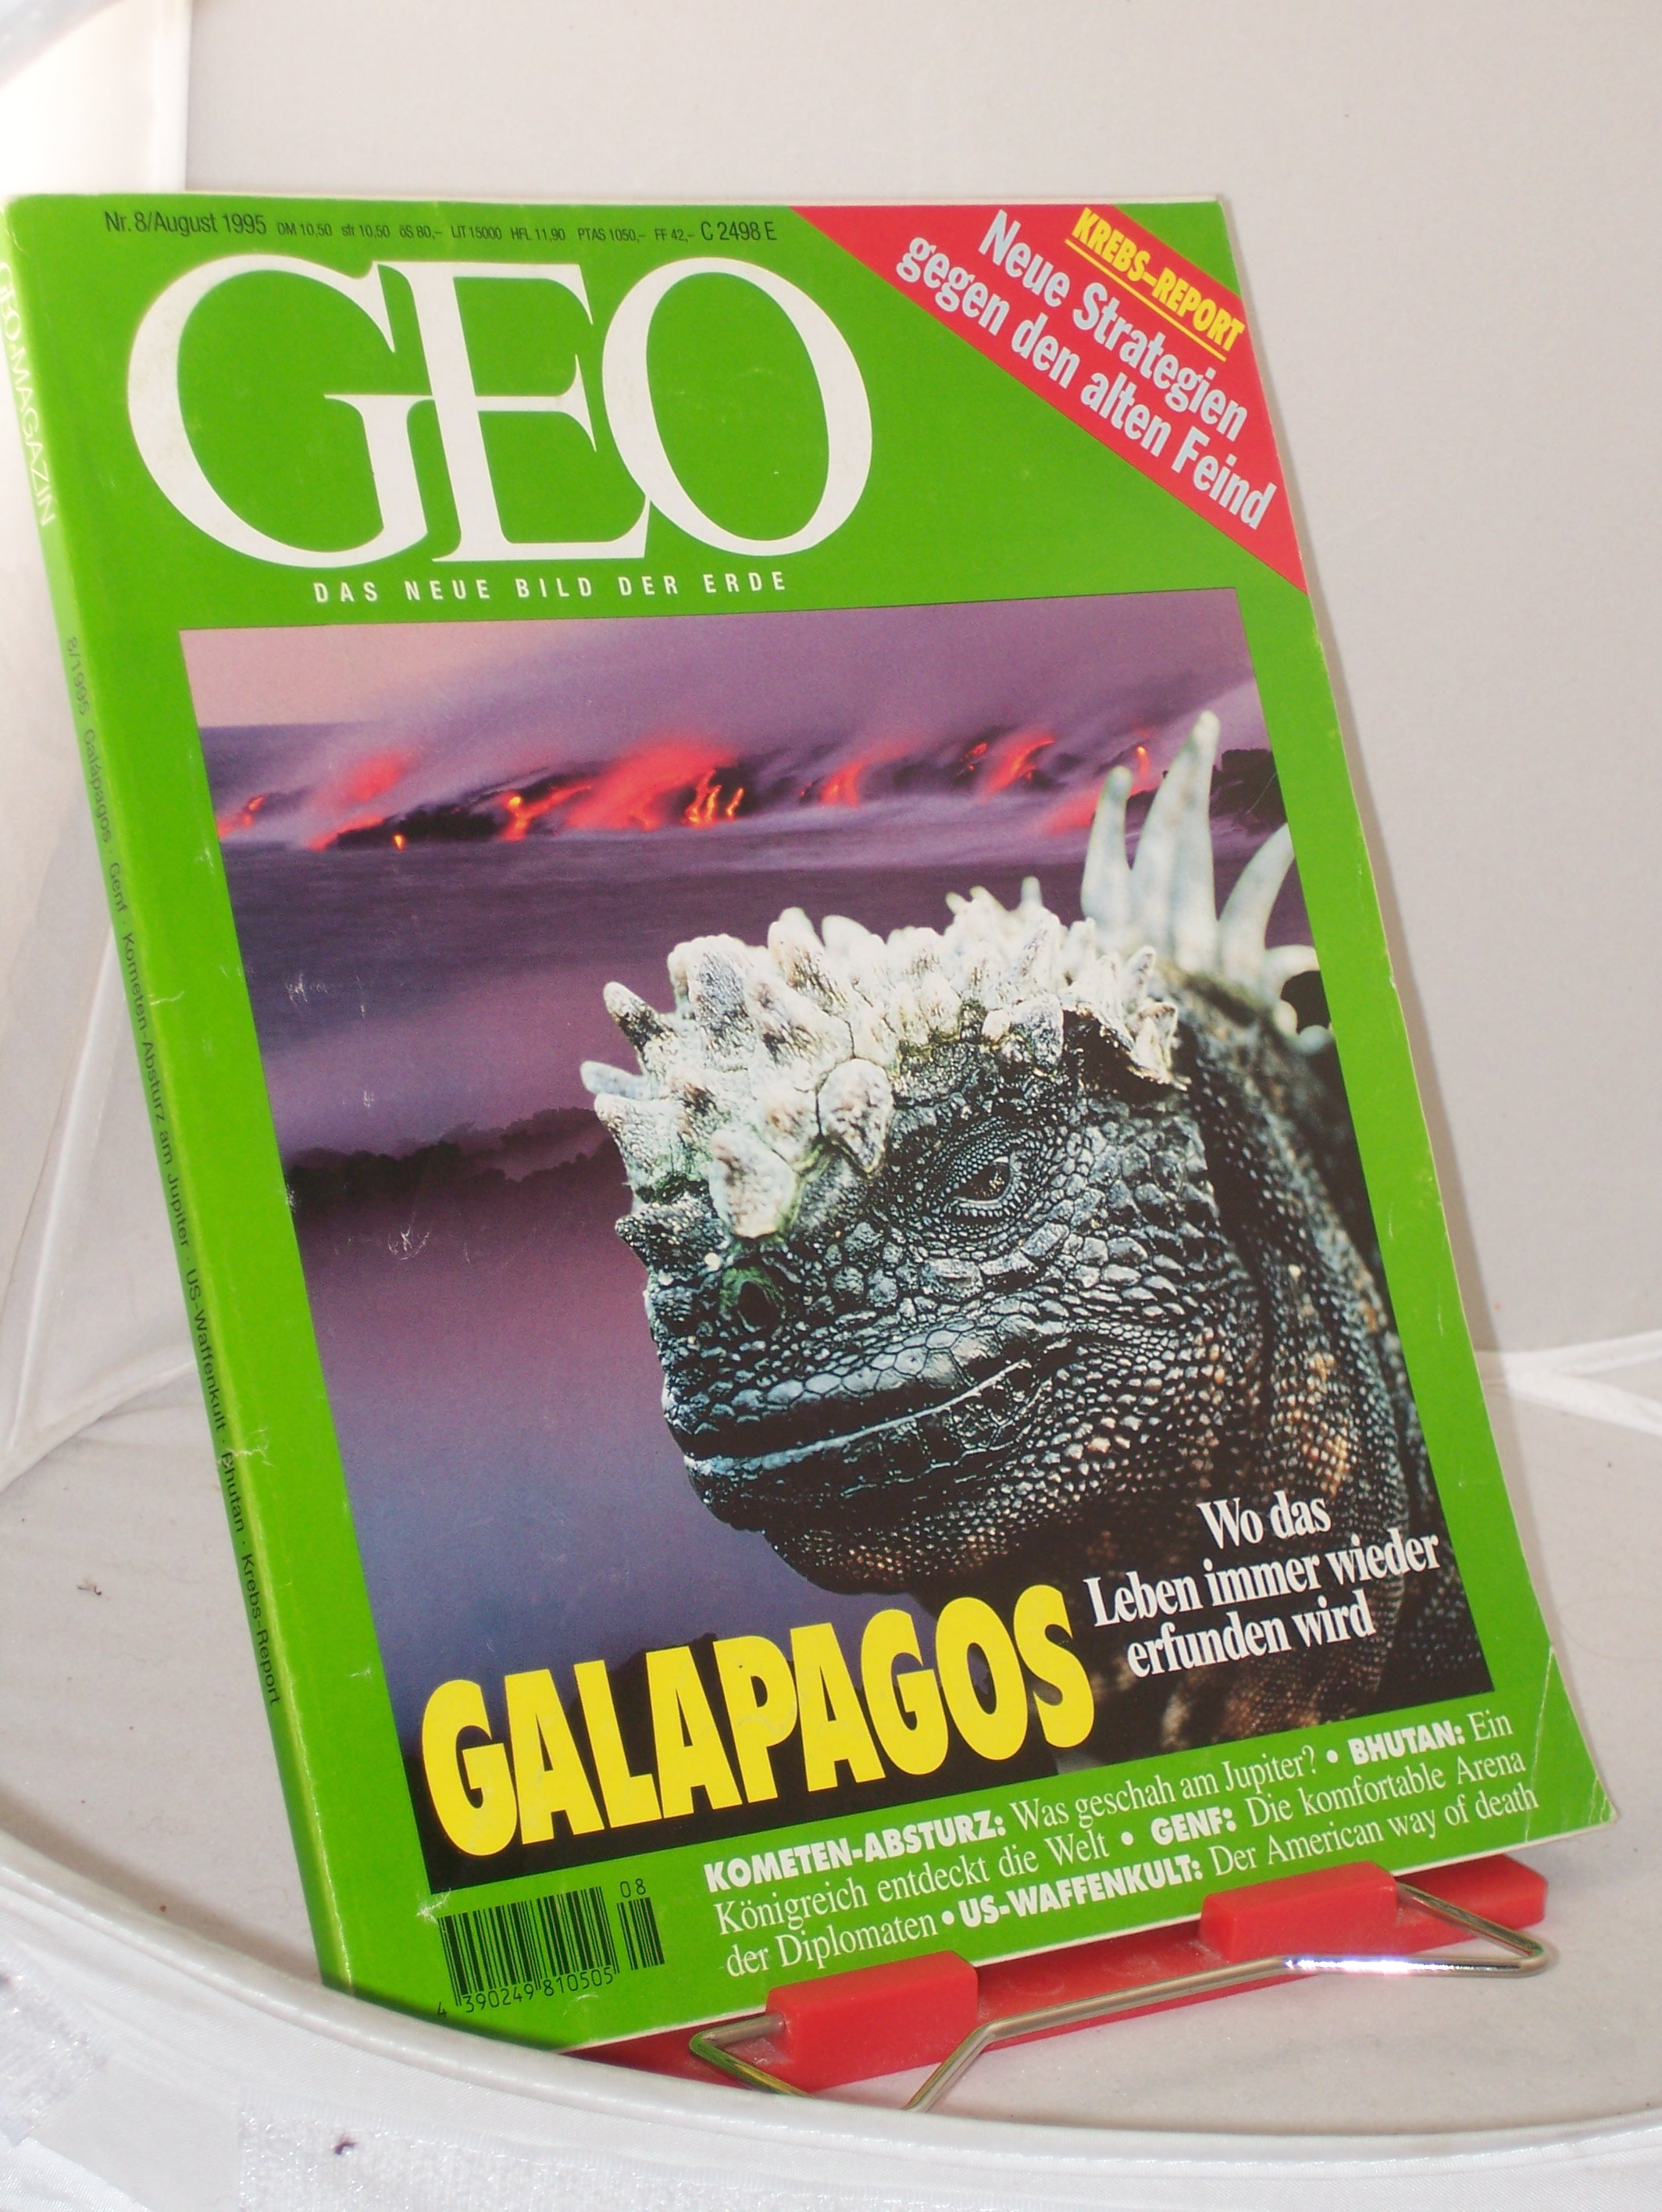 Nr. 8/August 1995 DM 10,50 sfr 10,50 öS 80,– LIT 15000 HFL 11,90 PTAS 1050,– FF 42,– C 2498 E
KREBS-REPORT
Neue Strategien
gegen den alten Feind
GEO
DAS NEUE BILD DER ERDE
GEO-MAGAZIN
8/1995 Galápagos · Genf · Kometen-Absturz am Jupiter · US-Waffenkult · Bhutan · Krebs-Report
Wo das
Leben immer wieder
erfunden wird
GALAPAGOS
KOMETEN-ABSTURZ: Was geschah am Jupiter? • BHUTAN: Ein
Königreich entdeckt die Welt • GENF: Die komfortable Arena
der Diplomaten • US-WAFFENKULT: Der American way of death
08
4 390249 810505